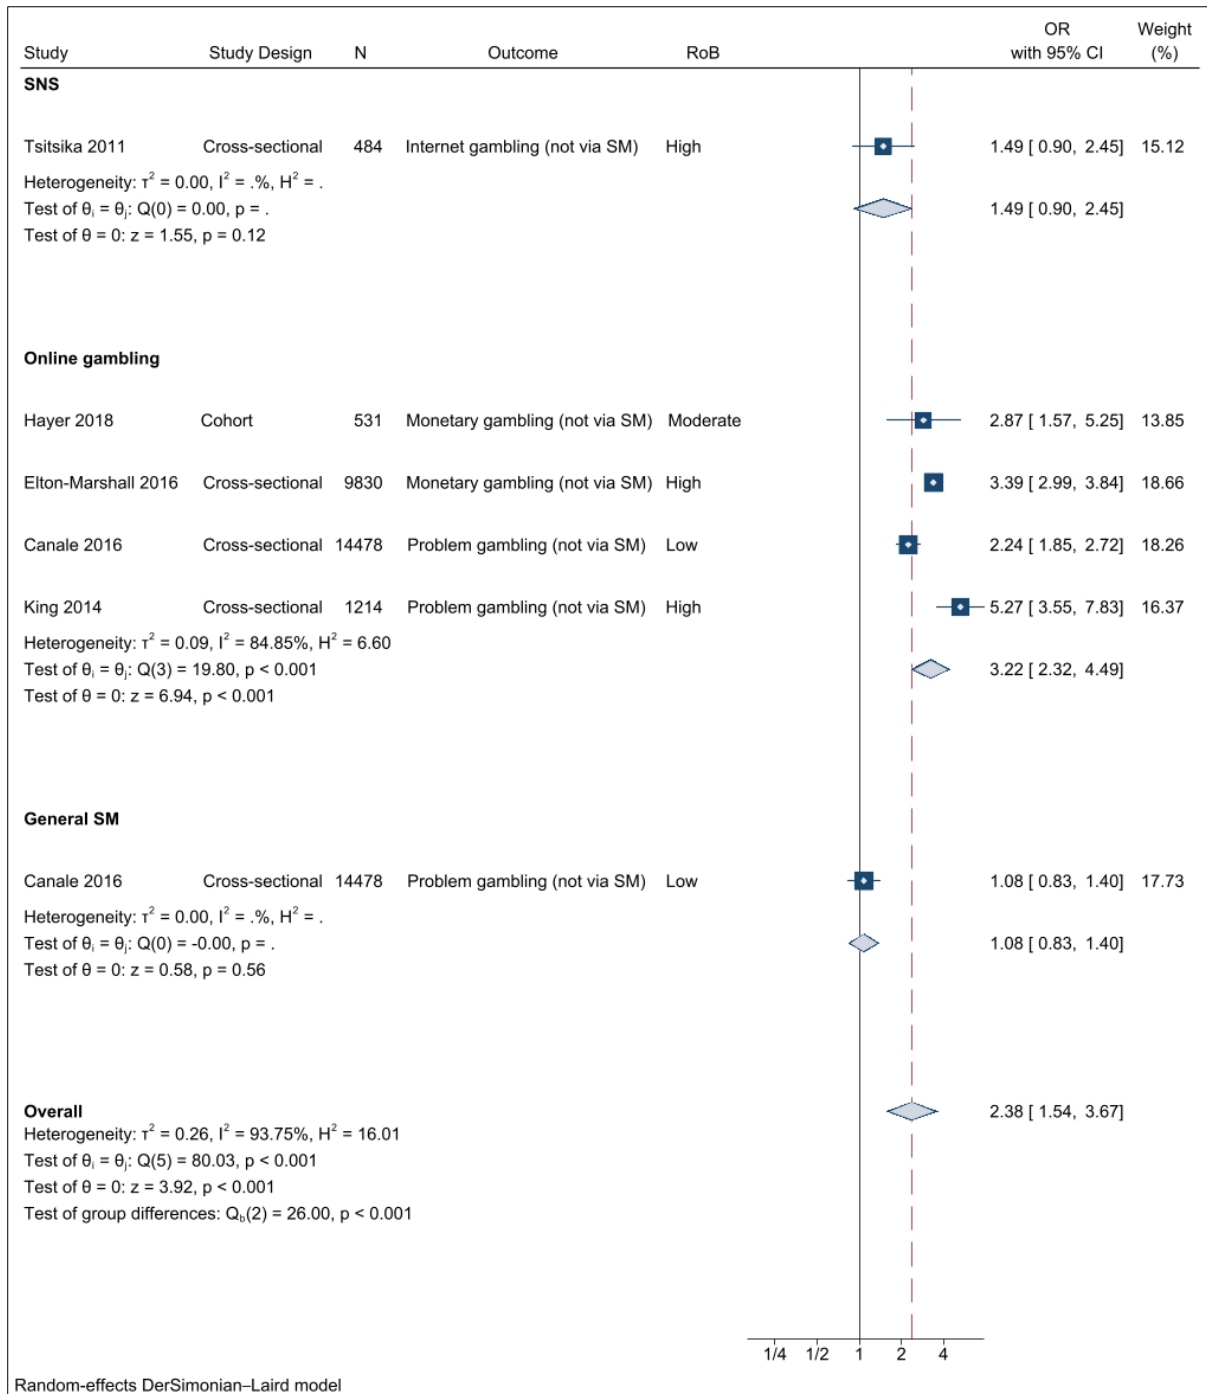 Study Study Design N Outcome RoB OR with 95% CI Weight (%)
SNS
Tsitsika 2011 Cross-sectional 484 Internet gambling (not via SM) High 1.49 [ 0.90, 2.45] 15.12
Heterogeneity: τ² = 0.00, I² = .%, H² = .
Test of θᵢ = θⱼ: Q(0) = 0.00, p = . 1.49 [ 0.90, 2.45]
Test of θ = 0: z = 1.55, p = 0.12
Online gambling
Hayer 2018 Cohort 531 Monetary gambling (not via SM) Moderate 2.87 [ 1.57, 5.25] 13.85
Elton-Marshall 2016 Cross-sectional 9830 Monetary gambling (not via SM) High 3.39 [ 2.99, 3.84] 18.66
Canale 2016 Cross-sectional 14478 Problem gambling (not via SM) Low 2.24 [ 1.85, 2.72] 18.26
King 2014 Cross-sectional 1214 Problem gambling (not via SM) High 5.27 [ 3.55, 7.83] 16.37
Heterogeneity: τ² = 0.09, I² = 84.85%, H² = 6.60
Test of θᵢ = θⱼ: Q(3) = 19.80, p < 0.001 3.22 [ 2.32, 4.49]
Test of θ = 0: z = 6.94, p < 0.001
General SM
Canale 2016 Cross-sectional 14478 Problem gambling (not via SM) Low 1.08 [ 0.83, 1.40] 17.73
Heterogeneity: τ² = 0.00, I² = .%, H² = .
Test of θᵢ = θⱼ: Q(0) = -0.00, p = . 1.08 [ 0.83, 1.40]
Test of θ = 0: z = 0.58, p = 0.56
Overall 2.38 [ 1.54, 3.67]
Heterogeneity: τ² = 0.26, I² = 93.75%, H² = 16.01
Test of θᵢ = θⱼ: Q(5) = 80.03, p < 0.001
Test of θ = 0: z = 3.92, p < 0.001
Test of group differences: Q_b(2) = 26.00, p < 0.001
1/4 1/2 1 2 4
Random-effects DerSimonian–Laird model